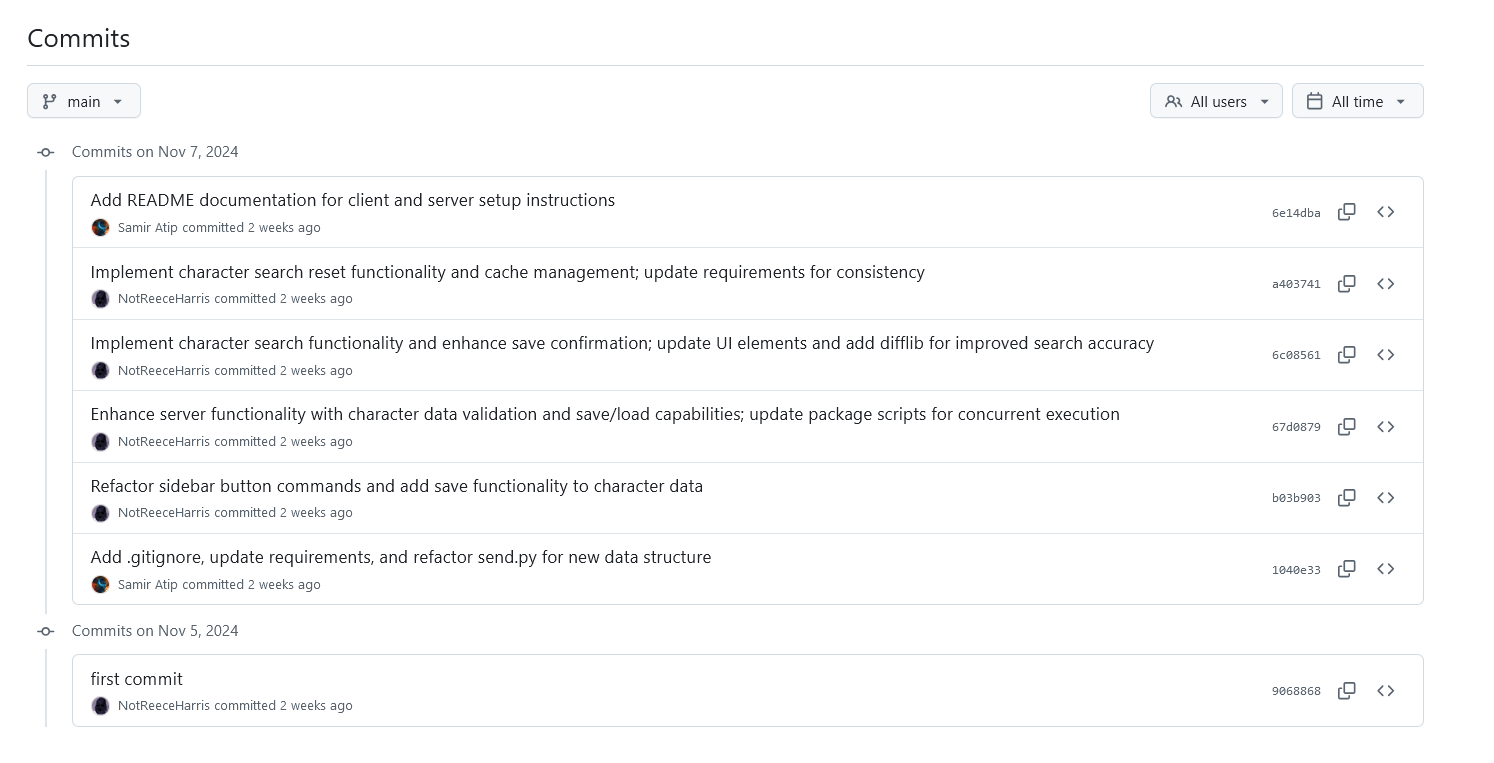 Commits
main
All users
All time
Commits on Nov 7, 2024
Add README documentation for client and server setup instructions
Samir Atip committed 2 weeks ago
6e14dba
Implement character search reset functionality and cache management; update requirements for consistency
NotReeceHarris committed 2 weeks ago
a403741
Implement character search functionality and enhance save confirmation; update UI elements and add difflib for improved search accuracy
NotReeceHarris committed 2 weeks ago
6c08561
Enhance server functionality with character data validation and save/load capabilities; update package scripts for concurrent execution
NotReeceHarris committed 2 weeks ago
67d0879
Refactor sidebar button commands and add save functionality to character data
NotReeceHarris committed 2 weeks ago
b03b903
Add .gitignore, update requirements, and refactor send.py for new data structure
Samir Atip committed 2 weeks ago
1040e33
Commits on Nov 5, 2024
first commit
NotReeceHarris committed 2 weeks ago
9068868